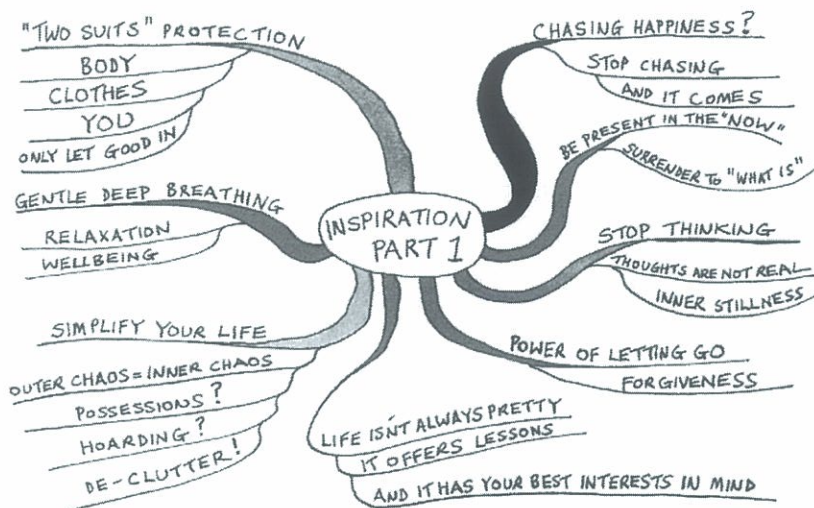 INSPIRATION
PART 1
CHASING HAPPINESS?
STOP CHASING
AND IT COMES
BE PRESENT IN THE "NOW"
SURRENDER TO "WHAT IS"
STOP THINKING
THOUGHTS ARE NOT REAL
INNER STILLNESS
POWER OF LETTING GO
FORGIVENESS
LIFE ISN'T ALWAYS PRETTY
IT OFFERS LESSONS
AND IT HAS YOUR BEST INTERESTS IN MIND
SIMPLIFY YOUR LIFE
OUTER CHAOS = INNER CHAOS
POSSESSIONS?
HOARDING?
DE-CLUTTER!
GENTLE DEEP BREATHING
RELAXATION
WELLBEING
"TWO SUITS" PROTECTION
BODY
CLOTHES
YOU
ONLY LET GOOD IN